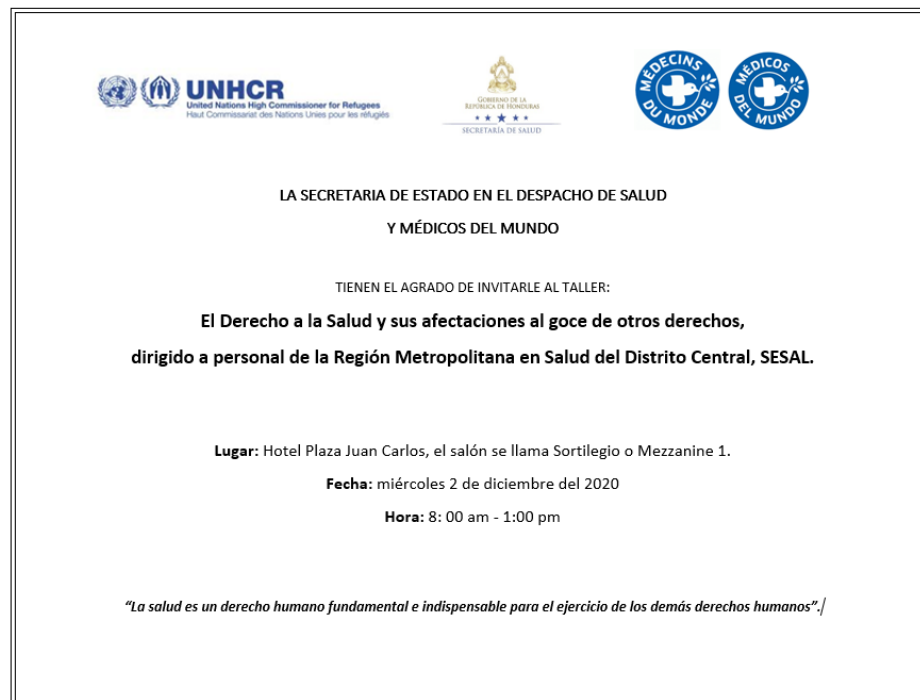 UNHCR
United Nations High Commissioner for Refugees
Haut Commissariat des Nations Unies pour les réfugiés
GOBIERNO DE LA
REPÚBLICA DE HONDURAS
SECRETARÍA DE SALUD
MÉDECINS
DU MONDE
MÉDICOS
DEL MUNDO
LA SECRETARIA DE ESTADO EN EL DESPACHO DE SALUD
Y MÉDICOS DEL MUNDO
TIENEN EL AGRADO DE INVITARLE AL TALLER:
El Derecho a la Salud y sus afectaciones al goce de otros derechos,
dirigido a personal de la Región Metropolitana en Salud del Distrito Central, SESAL.
Lugar: Hotel Plaza Juan Carlos, el salón se llama Sortilegio o Mezzanine 1.
Fecha: miércoles 2 de diciembre del 2020
Hora: 8: 00 am - 1:00 pm
“La salud es un derecho humano fundamental e indispensable para el ejercicio de los demás derechos humanos”.